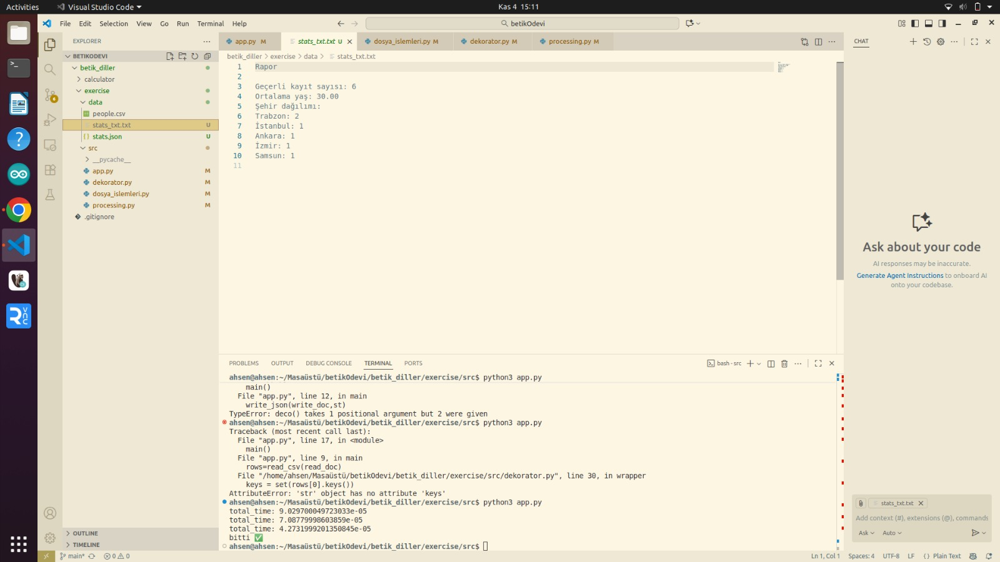 Activities
Visual Studio Code
Kas 4 15:11
File Edit Selection View Go Run Terminal Help
betikOdevi
EXPLORER
BETIKODEVI
betik_diller
calculator
exercise
data
people.csv
stats_txt.txt U
stats.json U
src
__pycache__
app.py M
dekorator.py M
dosya_islemleri.py M
processing.py M
.gitignore
OUTLINE
TIMELINE
app.py M
stats_txt.txt U
dosya_islemleri.py M
dekorator.py M
processing.py M
betik_diller > exercise > data > stats_txt.txt
1 Rapor
2
3 Geçerli kayıt sayısı: 6
4 Ortalama yaş: 30.00
5 Şehir dağılımı:
6 Trabzon: 2
7 İstanbul: 1
8 Ankara: 1
9 İzmir: 1
10 Samsun: 1
11
PROBLEMS OUTPUT DEBUG CONSOLE TERMINAL PORTS
bash - src
ahsen@ahsen:~/Masaüstü/betikOdevi/betik_diller/exercise/src$ python3 app.py
main()
File "app.py", line 12, in main
write_json(write_doc,st)
TypeError: deco() takes 1 positional argument but 2 were given
ahsen@ahsen:~/Masaüstü/betikOdevi/betik_diller/exercise/src$ python3 app.py
Traceback (most recent call last):
File "app.py", line 17, in <module>
main()
File "app.py", line 9, in main
rows=read_csv(read_doc)
File "/home/ahsen/Masaüstü/betikOdevi/betik_diller/exercise/src/dekorator.py", line 30, in wrapper
keys = set(rows[0].keys())
AttributeError: 'str' object has no attribute 'keys'
ahsen@ahsen:~/Masaüstü/betikOdevi/betik_diller/exercise/src$ python3 app.py
total_time: 9.029700049723033e-05
total_time: 7.08779998603859e-05
total_time: 4.2731999201350845e-05
bitti ✅
ahsen@ahsen:~/Masaüstü/betikOdevi/betik_diller/exercise/src$
CHAT
Ask about your code
AI responses may be inaccurate.
Generate Agent Instructions to onboard AI
onto your codebase.
stats_txt.txt
Add context (#), extensions (@), commands
Ask Auto
main* 0 0
Ln 1, Col 1 Spaces: 4 UTF-8 LF {} Plain Text